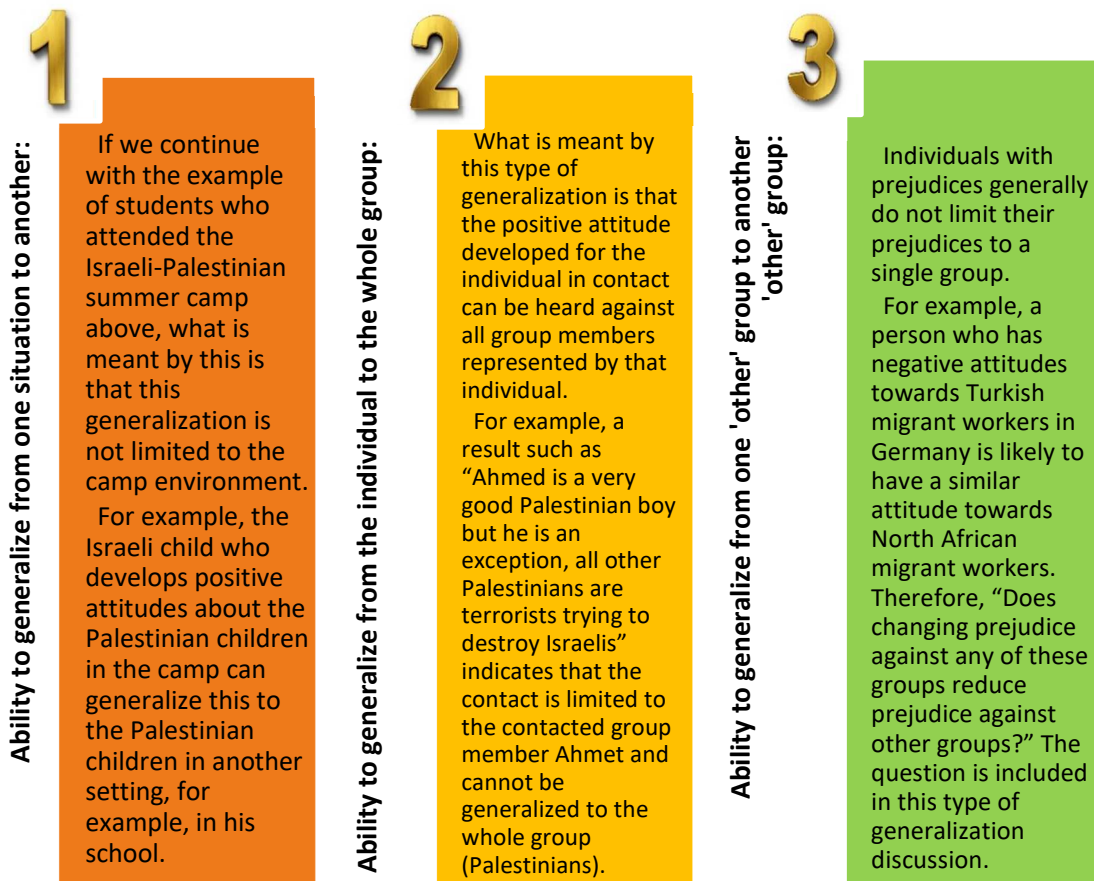 1
Ability to generalize from one situation to another:
If we continue
with the example
of students who
attended the
Israeli-Palestinian
summer camp
above, what is
meant by this is
that this
generalization is
not limited to the
camp environment.
For example, the
Israeli child who
develops positive
attitudes about the
Palestinian children
in the camp can
generalize this to
the Palestinian
children in another
setting, for
example, in his
school.
2
Ability to generalize from the individual to the whole group:
What is meant by
this type of
generalization is that
the positive attitude
developed for the
individual in contact
can be heard against
all group members
represented by that
individual.
For example, a
result such as
“Ahmed is a very
good Palestinian boy
but he is an
exception, all other
Palestinians are
terrorists trying to
destroy Israelis”
indicates that the
contact is limited to
the contacted group
member Ahmet and
cannot be
generalized to the
whole group
(Palestinians).
3
Ability to generalize from one 'other' group to another
'other' group:
Individuals with
prejudices generally
do not limit their
prejudices to a
single group.
For example, a
person who has
negative attitudes
towards Turkish
migrant workers in
Germany is likely to
have a similar
attitude towards
North African
migrant workers.
Therefore, “Does
changing prejudice
against any of these
groups reduce
prejudice against
other groups?” The
question is included
in this type of
generalization
discussion.